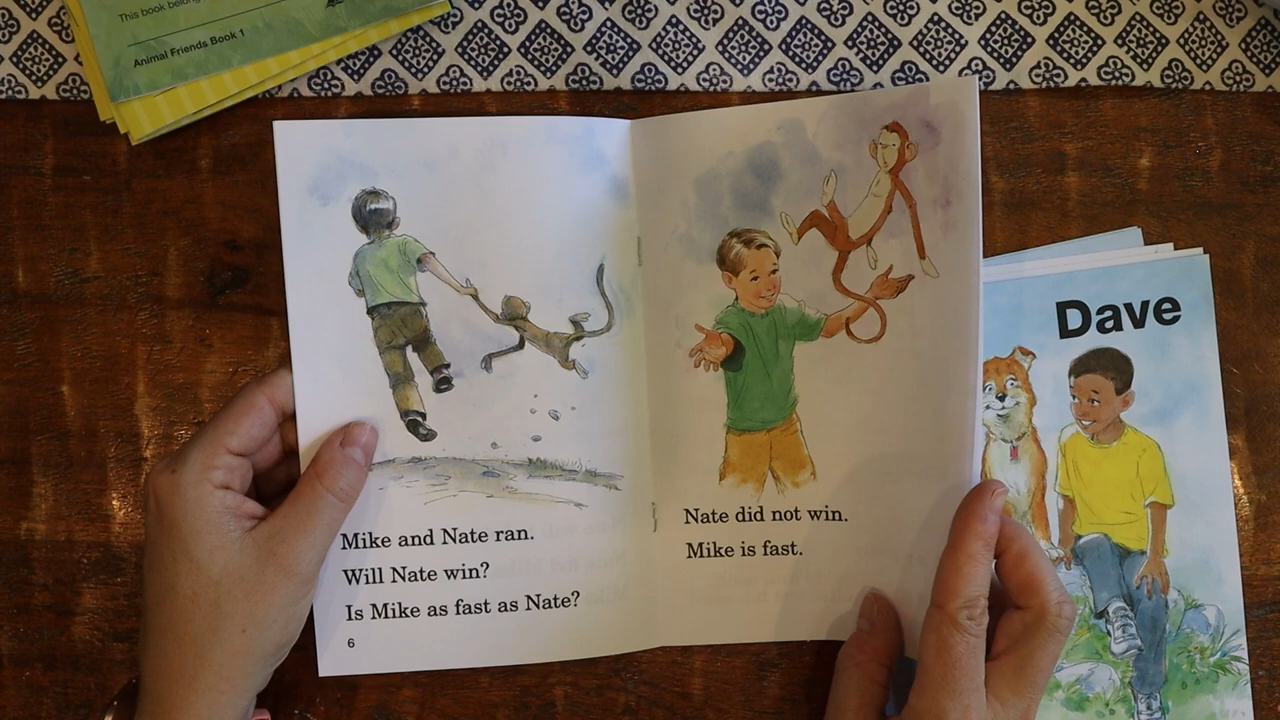 This book
Animal Friends Book 1
Mike and Nate ran.
Will Nate win?
Is Mike as fast as Nate?
6
Nate did not win.
Mike is fast.
Dave